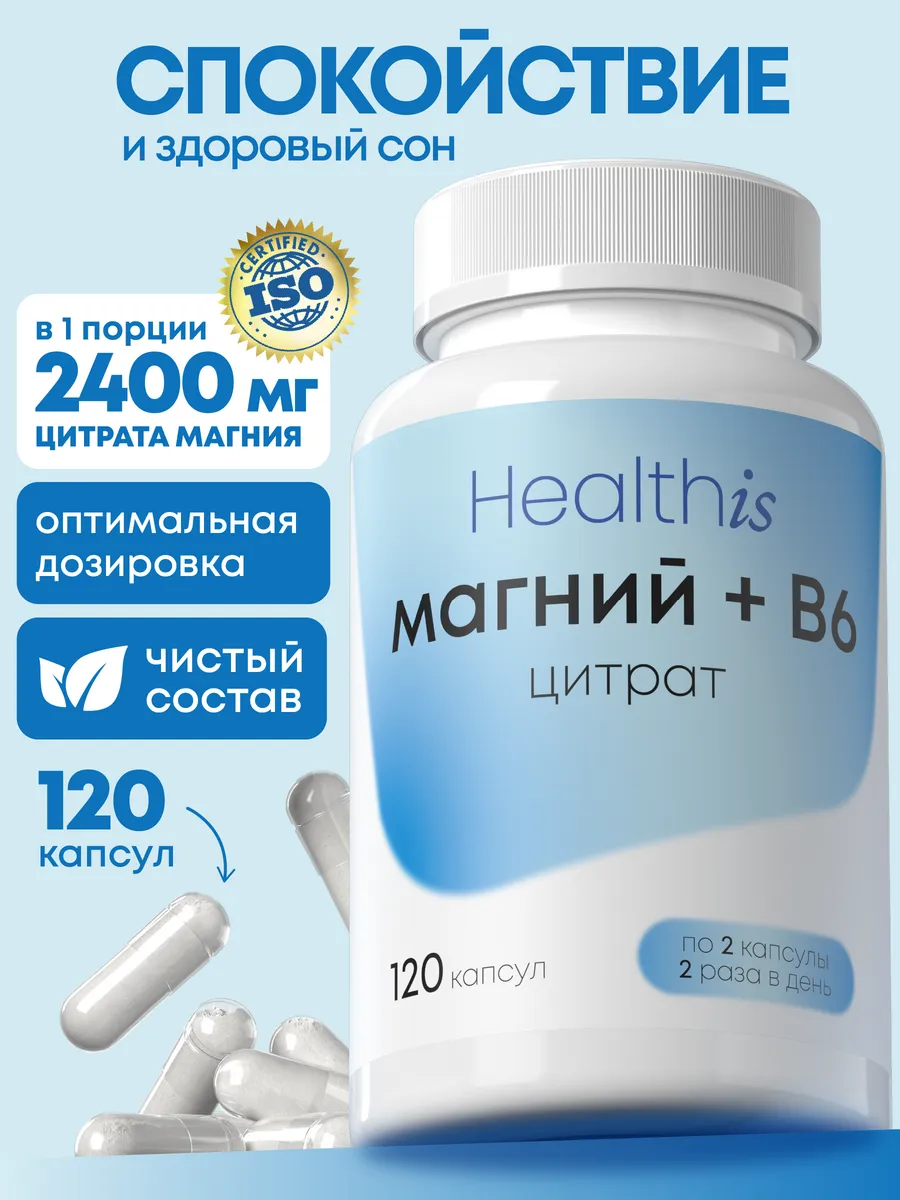 СПОКОЙСТВИЕ
и здоровый сон
CERTIFIED
ISO
в 1 порции
2400 мг
ЦИТРАТА МАГНИЯ
оптимальная
дозировка
чистый
состав
120
капсул
Healthis
магний + B6
цитрат
120 капсул
по 2 капсулы
2 раза в день